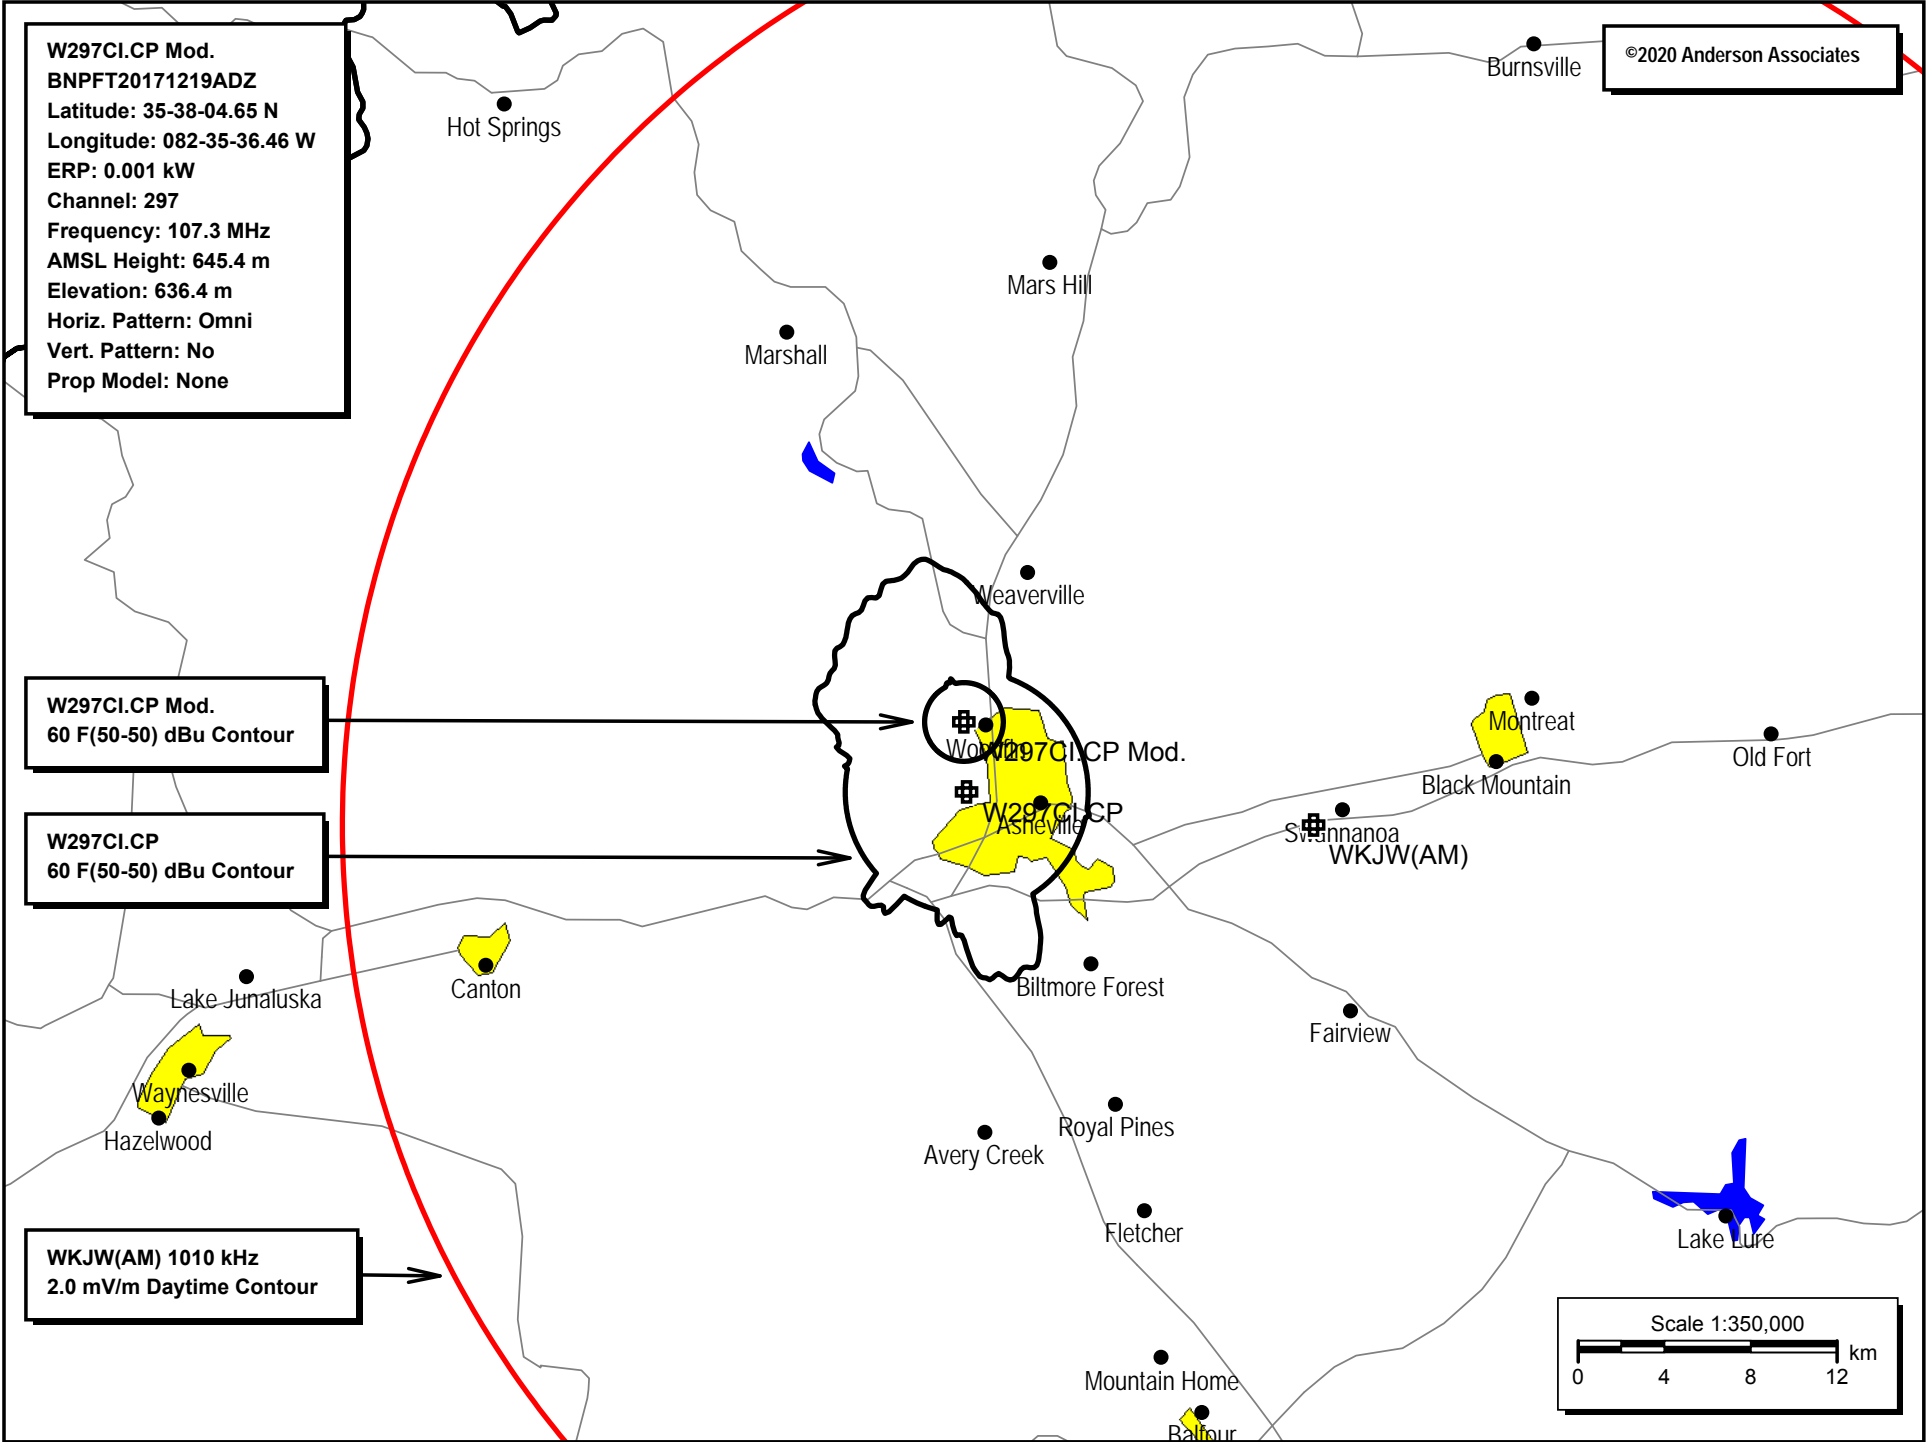 W297CI.CP Mod.
BNPFT20171219ADZ
Latitude: 35-38-04.65 N
Longitude: 082-35-36.46 W
ERP: 0.001 kW
Channel: 297
Frequency: 107.3 MHz
AMSL Height: 645.4 m
Elevation: 636.4 m
Horiz. Pattern: Omni
Vert. Pattern: No
Prop Model: None
©2020 Anderson Associates
Burnsville
Hot Springs
Mars Hill
Marshall
Weaverville
W297CI.CP Mod.
60 F(50-50) dBu Contour
Montreat
Woodfin
W297CI.CP Mod.
Old Fort
Black Mountain
W297CI.CP
Asheville
Swannanoa
WKJW(AM)
W297CI.CP
60 F(50-50) dBu Contour
Canton
Lake Junaluska
Biltmore Forest
Fairview
Waynesville
Hazelwood
Royal Pines
Avery Creek
Fletcher
Lake Lure
WKJW(AM) 1010 kHz
2.0 mV/m Daytime Contour
Scale 1:350,000
km
0 4 8 12
Mountain Home
Balfour